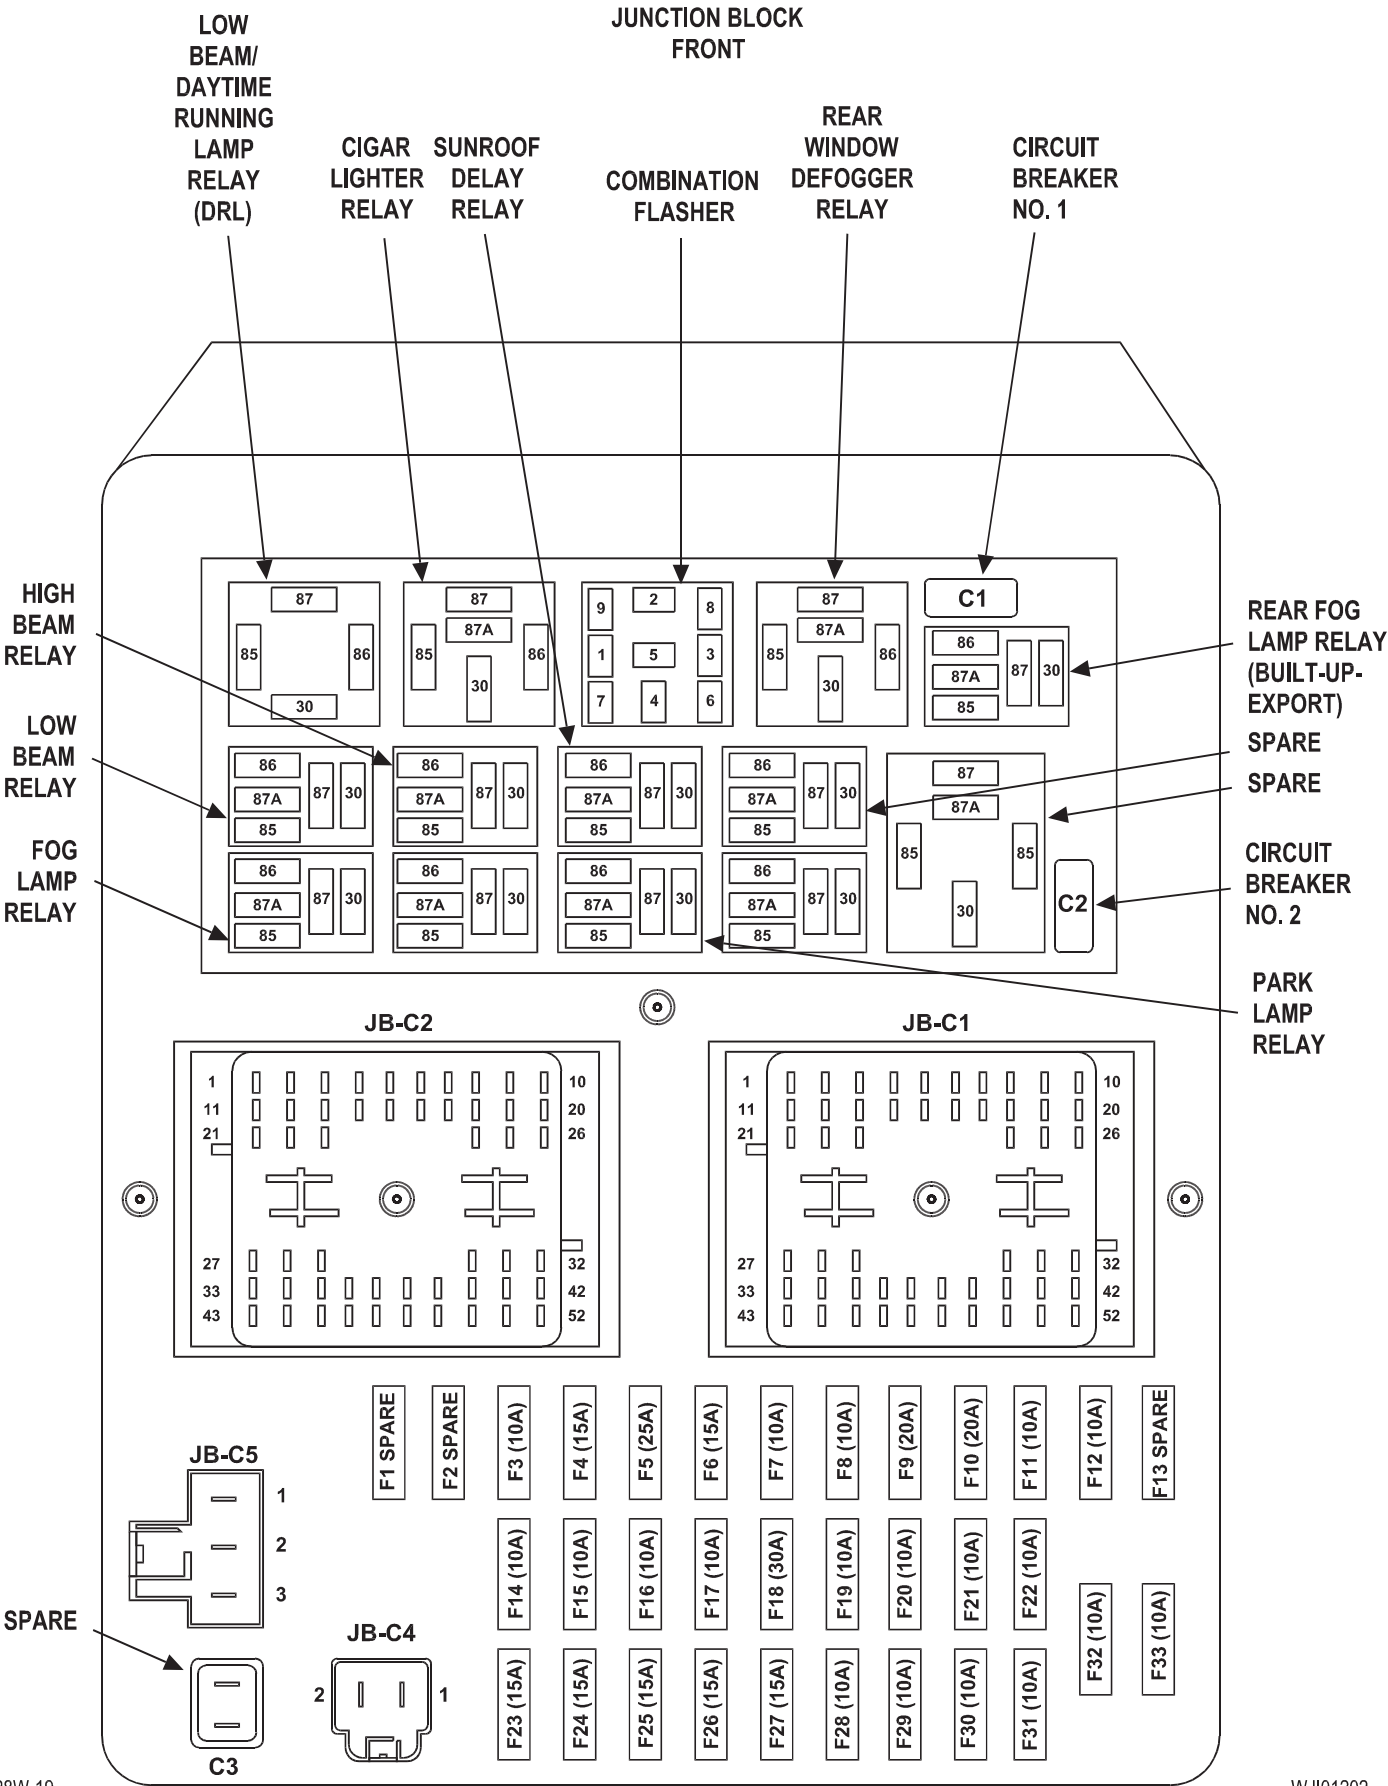 JUNCTION BLOCK
FRONT
LOW
BEAM/
DAYTIME
RUNNING
LAMP
RELAY
(DRL)
CIGAR
LIGHTER
RELAY
SUNROOF
DELAY
RELAY
COMBINATION
FLASHER
REAR
WINDOW
DEFOGGER
RELAY
CIRCUIT
BREAKER
NO. 1
HIGH
BEAM
RELAY
LOW
BEAM
RELAY
FOG
LAMP
RELAY
REAR FOG
LAMP RELAY
(BUILT-UP-
EXPORT)
SPARE
SPARE
CIRCUIT
BREAKER
NO. 2
PARK
LAMP
RELAY
87
85 86
30
87
87A
85 86
30
9 2 8
1 5 3
7 4 6
87
87A
85 86
30
C1
86
87A 87 30
85
86
87A 87 30
85
86
87A 87 30
85
86
87A 87 30
85
86
87A 87 30
85
87
87A
85 85
30
C2
86
87A 87 30
85
86
87A 87 30
85
86
87A 87 30
85
86
87A 87 30
85
JB-C2
1 10
11 20
21 26
27 32
33 42
43 52
JB-C1
1 10
11 20
21 26
27 32
33 42
43 52
F1 SPARE
F2 SPARE
F3 (10A)
F4 (15A)
F5 (25A)
F6 (15A)
F7 (10A)
F8 (10A)
F9 (20A)
F10 (20A)
F11 (10A)
F12 (10A)
F13 SPARE
JB-C5
1
2
3
F14 (10A)
F15 (10A)
F16 (10A)
F17 (10A)
F18 (30A)
F19 (10A)
F20 (10A)
F21 (10A)
F22 (10A)
F32 (10A)
F33 (10A)
SPARE
C3
JB-C4
2 1
F23 (15A)
F24 (15A)
F25 (15A)
F26 (15A)
F27 (15A)
F28 (10A)
F29 (10A)
F30 (10A)
F31 (10A)